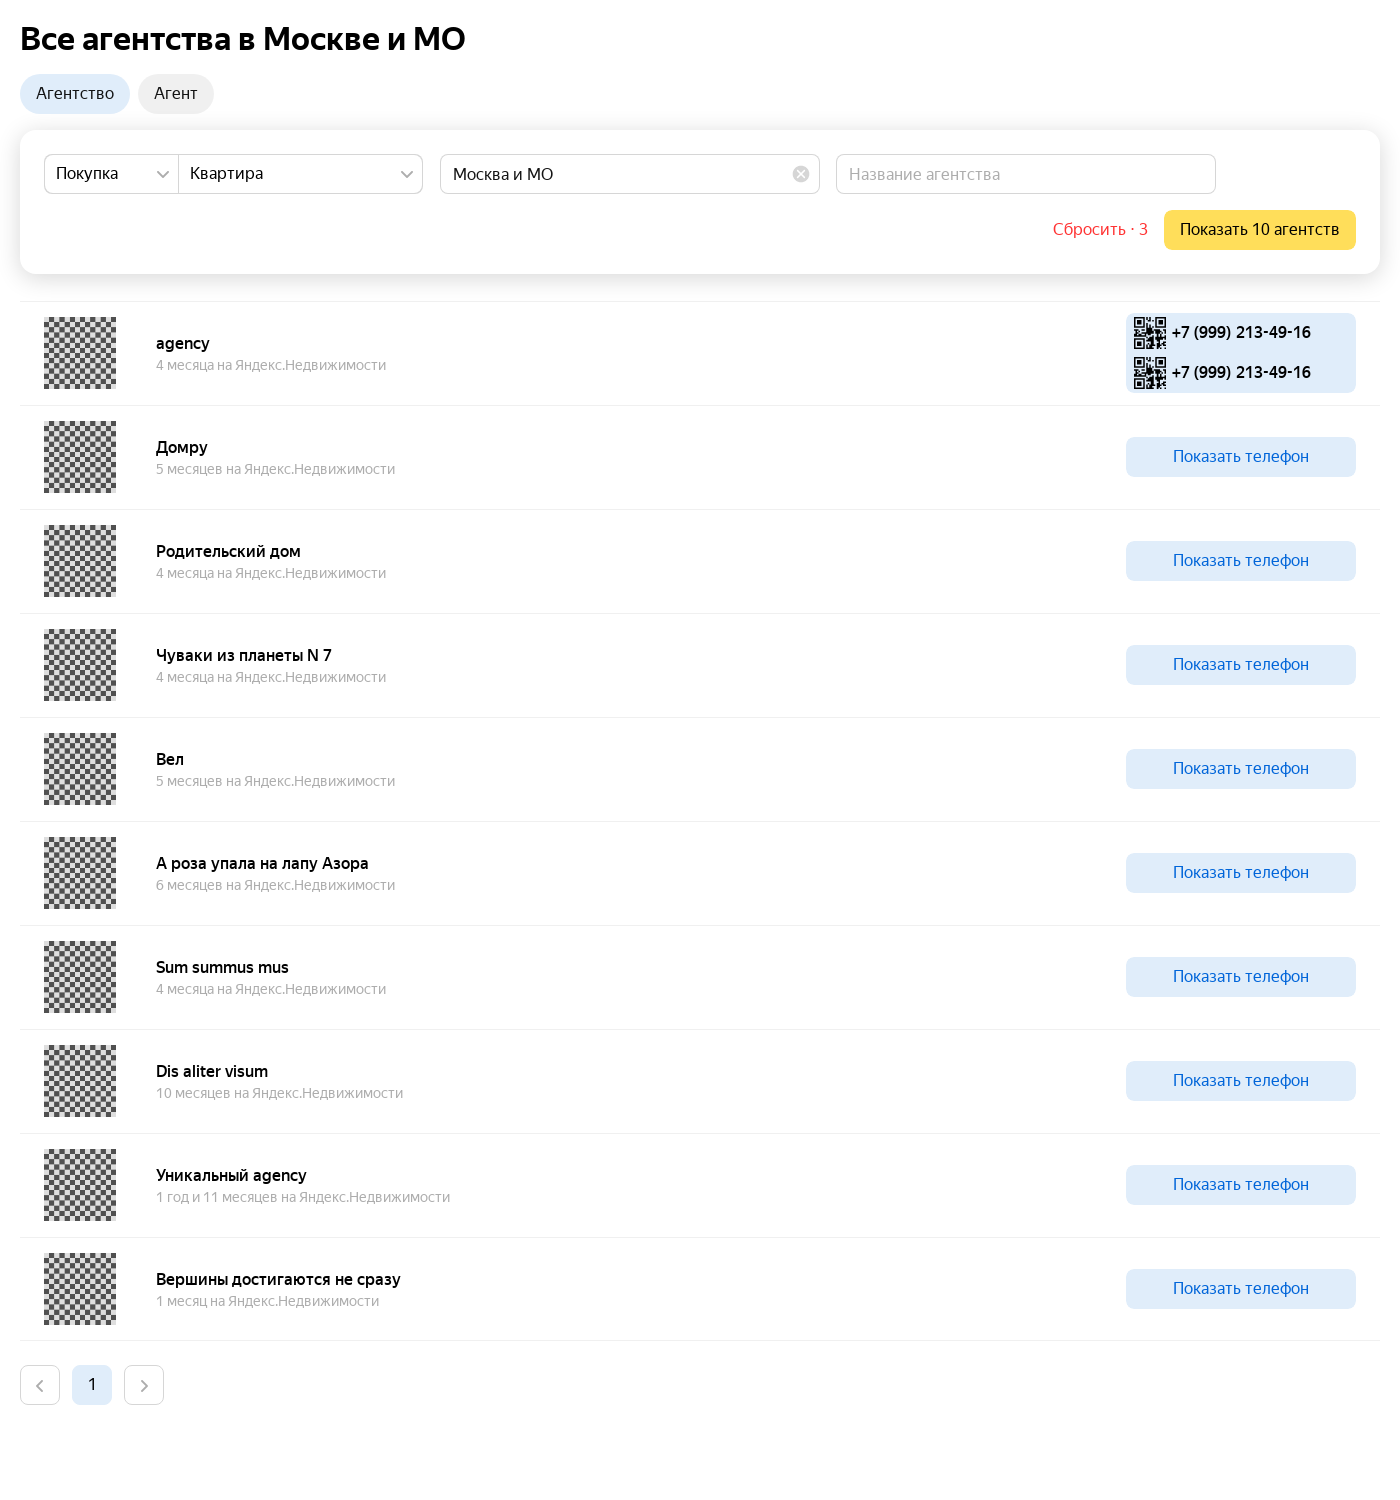 Все агентства в Москве и МО
Агентство
Агент
Покупка
Квартира
Москва и МО
Название агентства
Сбросить · 3
Показать 10 агентств
agency
4 месяца на Яндекс.Недвижимости
+7 (999) 213-49-16
+7 (999) 213-49-16
Домру
5 месяцев на Яндекс.Недвижимости
Показать телефон
Родительский дом
4 месяца на Яндекс.Недвижимости
Показать телефон
Чуваки из планеты N 7
4 месяца на Яндекс.Недвижимости
Показать телефон
Вел
5 месяцев на Яндекс.Недвижимости
Показать телефон
А роза упала на лапу Азора
6 месяцев на Яндекс.Недвижимости
Показать телефон
Sum summus mus
4 месяца на Яндекс.Недвижимости
Показать телефон
Dis aliter visum
10 месяцев на Яндекс.Недвижимости
Показать телефон
Уникальный agency
1 год и 11 месяцев на Яндекс.Недвижимости
Показать телефон
Вершины достигаются не сразу
1 месяц на Яндекс.Недвижимости
Показать телефон
1